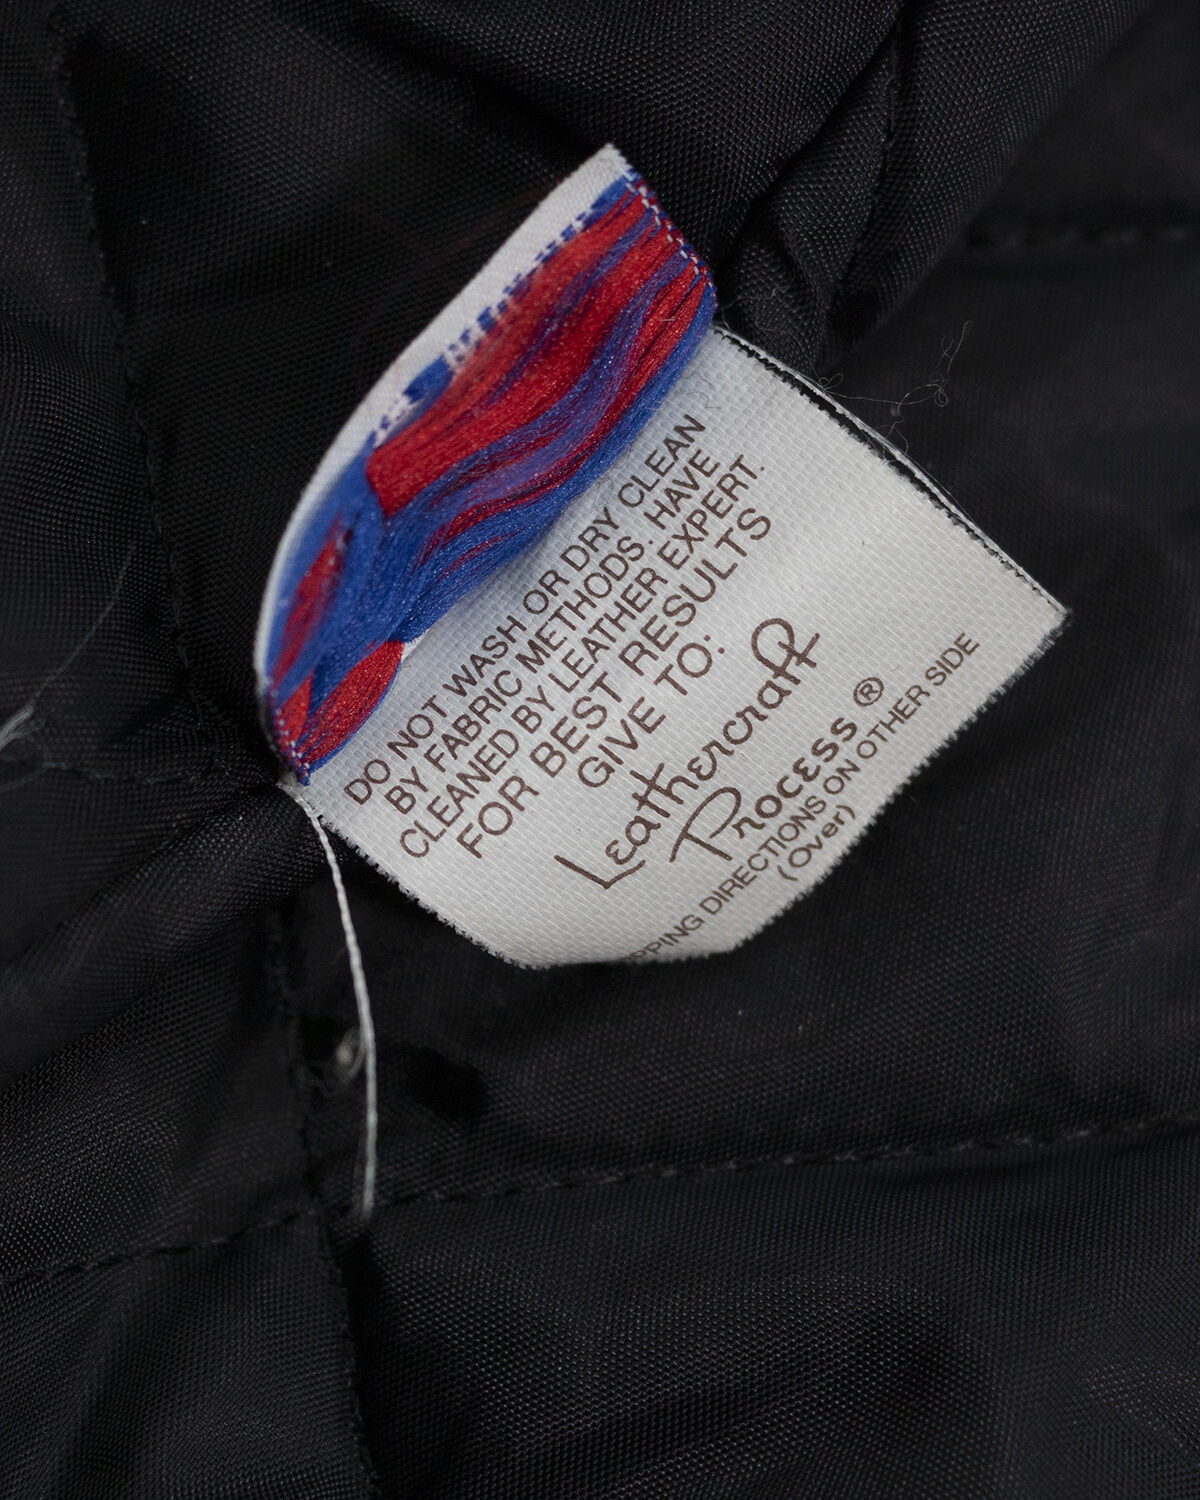 DO NOT WASH OR DRY CLEAN
BY FABRIC METHODS. HAVE
CLEANED BY LEATHER EXPERT.
FOR BEST RESULTS
GIVE TO:
Leathercraft
Process ®
PPING DIRECTIONS ON OTHER SIDE
(Over)